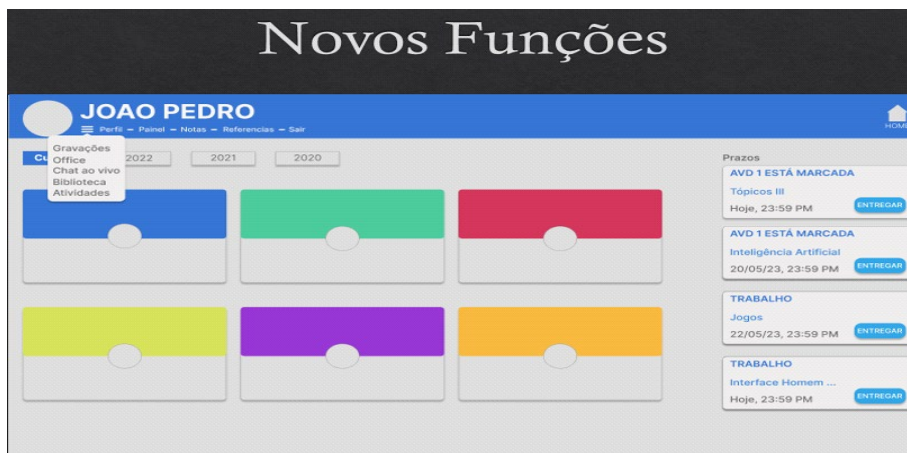 Novos Funções
JOAO PEDRO
Perfil – Painel – Notas – Referencias – Sair
HOME
Gravações
Office
Chat ao vivo
Biblioteca
Atividades
2022 2021 2020
Prazos
AVD 1 ESTÁ MARCADA
Tópicos III
Hoje, 23:59 PM ENTREGAR
AVD 1 ESTÁ MARCADA
Inteligência Artificial
20/05/23, 23:59 PM ENTREGAR
TRABALHO
Jogos
22/05/23, 23:59 PM ENTREGAR
TRABALHO
Interface Homem ...
Hoje, 23:59 PM ENTREGAR